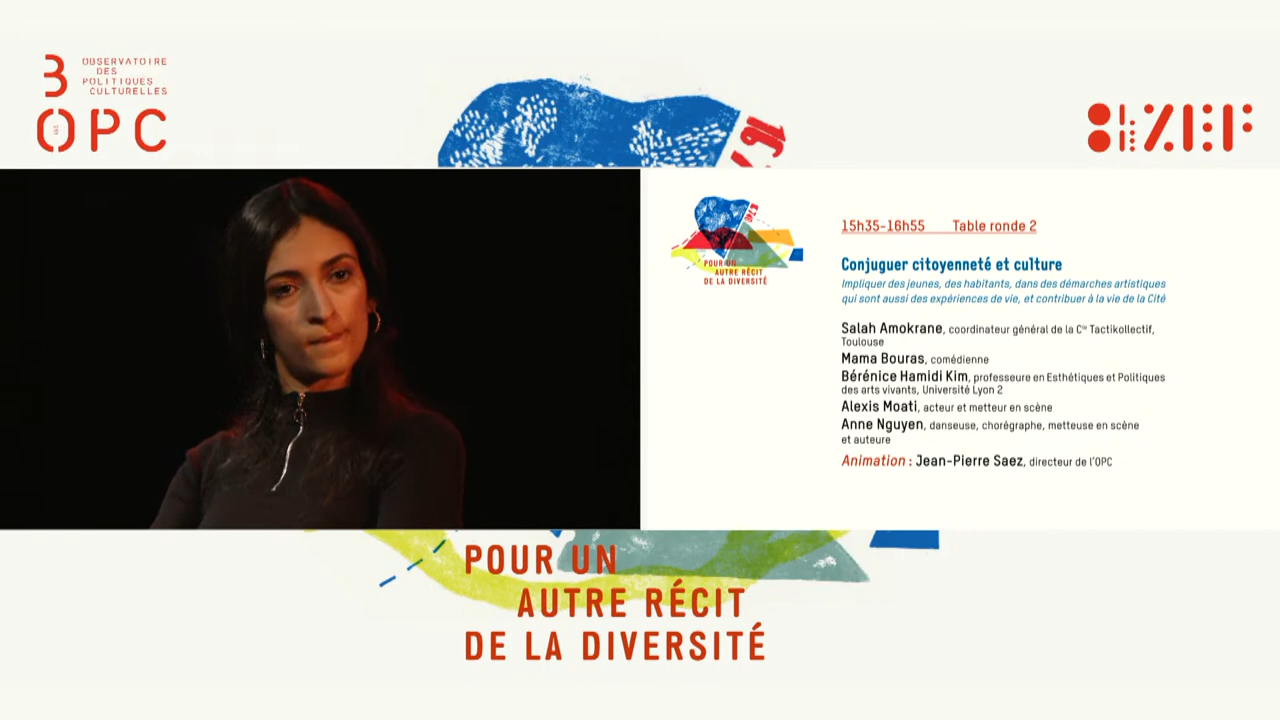 OBSERVATOIRE
DES
POLITIQUES
CULTURELLES
OPC
ZEF
16.
15h35-16h55 Table ronde 2
Conjuguer citoyenneté et culture
Impliquer des jeunes, des habitants, dans des démarches artistiques
qui sont aussi des expériences de vie, et contribuer à la vie de la Cité
Salah Amokrane, coordinateur général de la Cie Tactikollectif,
Toulouse
Mama Bouras, comédienne
Bérénice Hamidi Kim, professeure en Esthétiques et Politiques
des arts vivants, Université Lyon 2
Alexis Moati, acteur et metteur en scène
Anne Nguyen, danseuse, chorégraphe, metteuse en scène
et auteure
Animation : Jean-Pierre Saez, directeur de l'OPC
POUR UN
AUTRE RÉCIT
DE LA DIVERSITÉ
POUR UN
AUTRE RÉCIT
DE LA DIVERSITÉ